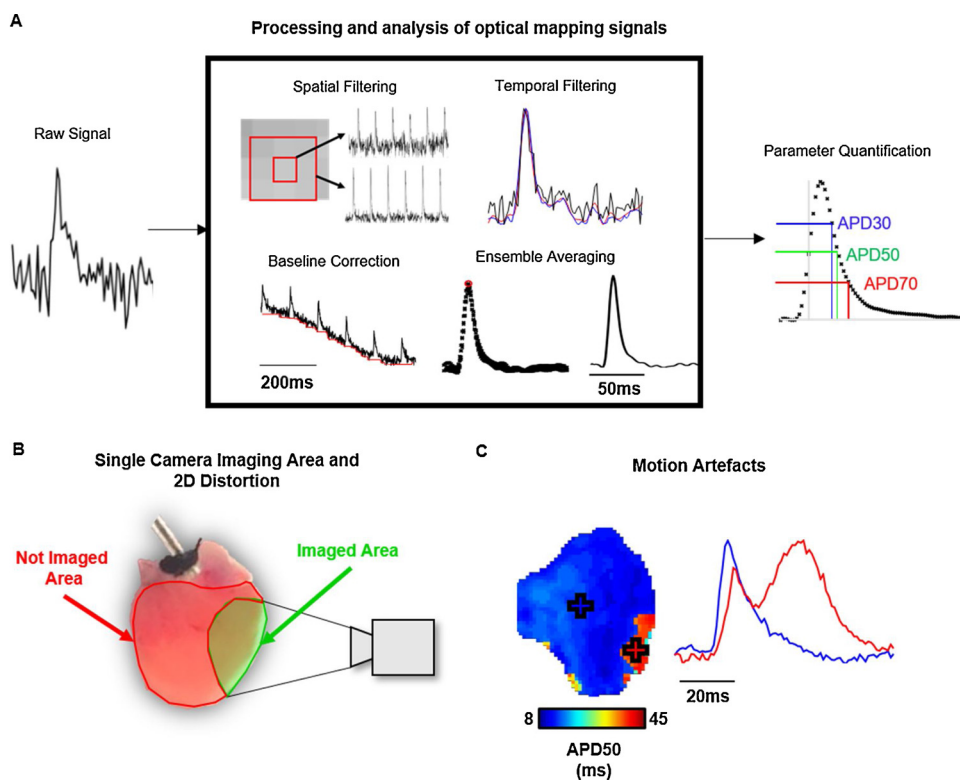 A
Processing and analysis of optical mapping signals
Raw Signal
Spatial Filtering
Temporal Filtering
Baseline Correction
200ms
Ensemble Averaging
50ms
Parameter Quantification
APD30
APD50
APD70
B
Single Camera Imaging Area and
2D Distortion
Not Imaged
Area
Imaged Area
C
Motion Artefacts
8
45
APD50
(ms)
20ms